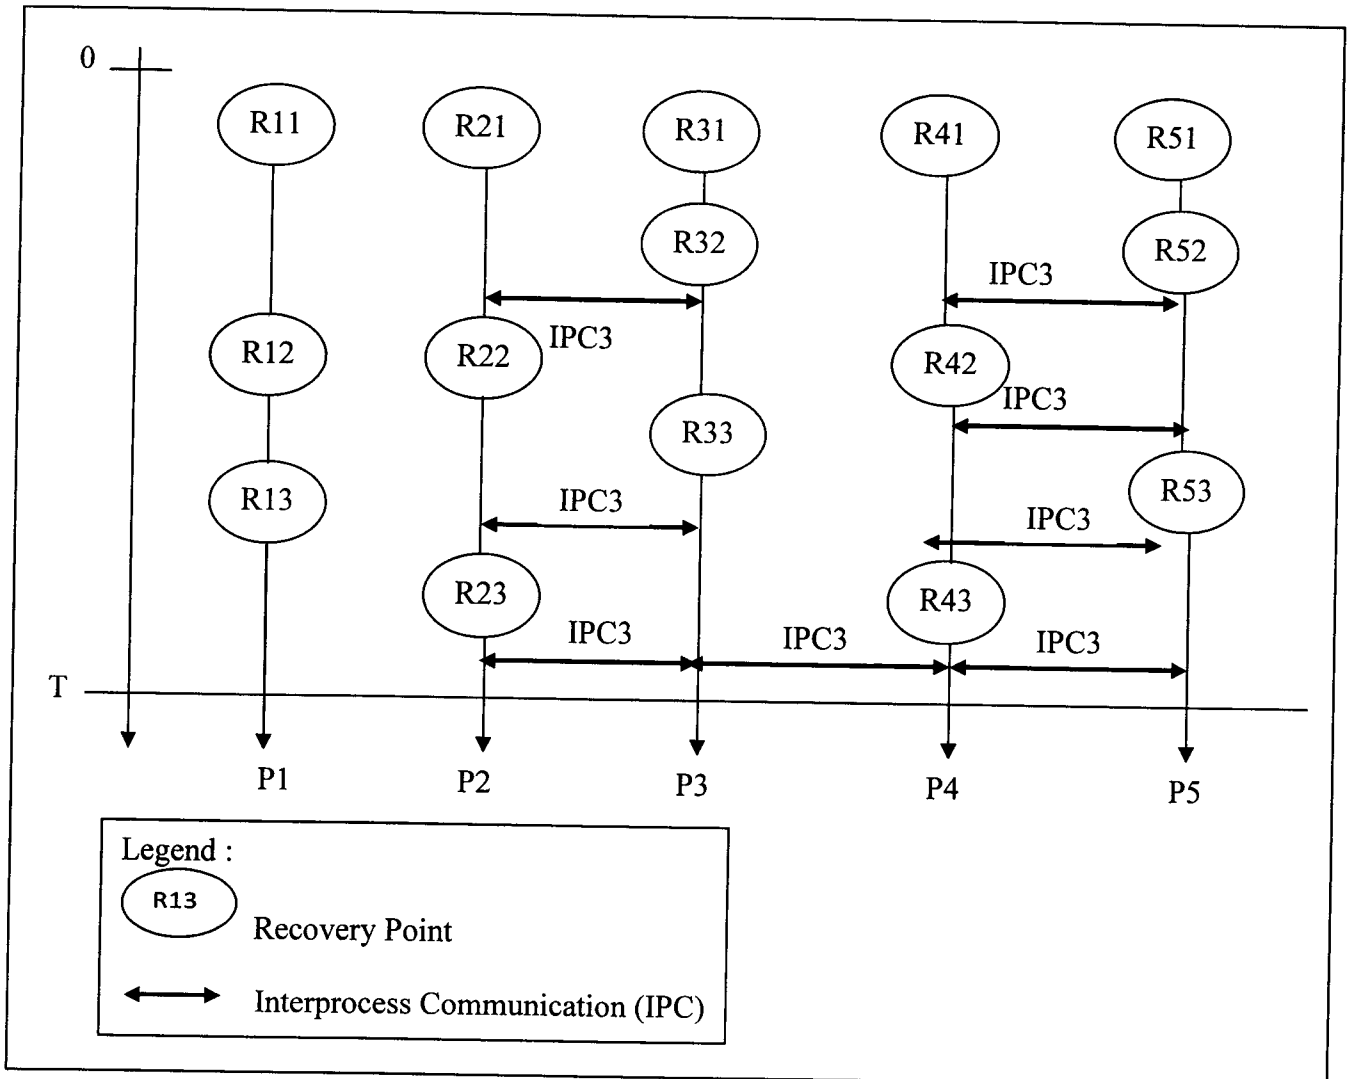 0
R11 R21 R31 R41 R51
R32 R52
IPC3
IPC3
R12 R22 R42
IPC3
R33
R13 R53
IPC3 IPC3
R23 R43
IPC3 IPC3 IPC3
T
P1 P2 P3 P4 P5
Legend :
R13
Recovery Point
Interprocess Communication (IPC)